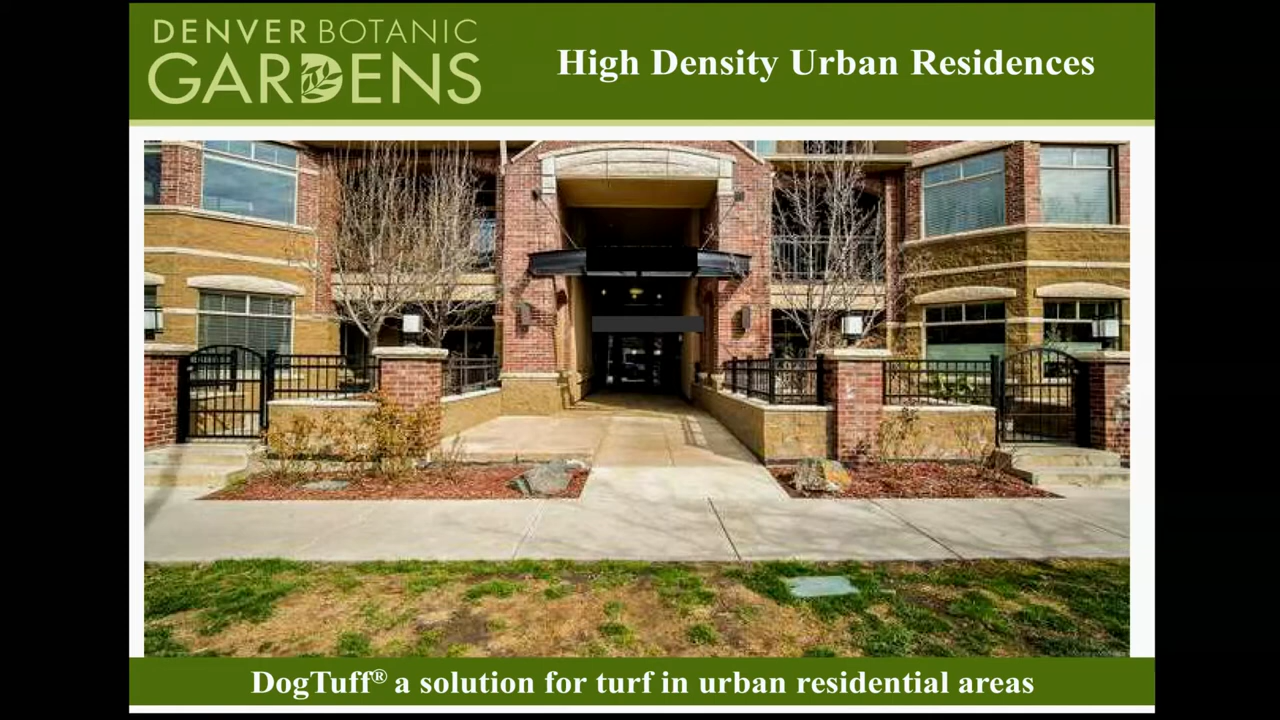 DENVER BOTANIC
GARDENS
High Density Urban Residences
DogTuff® a solution for turf in urban residential areas